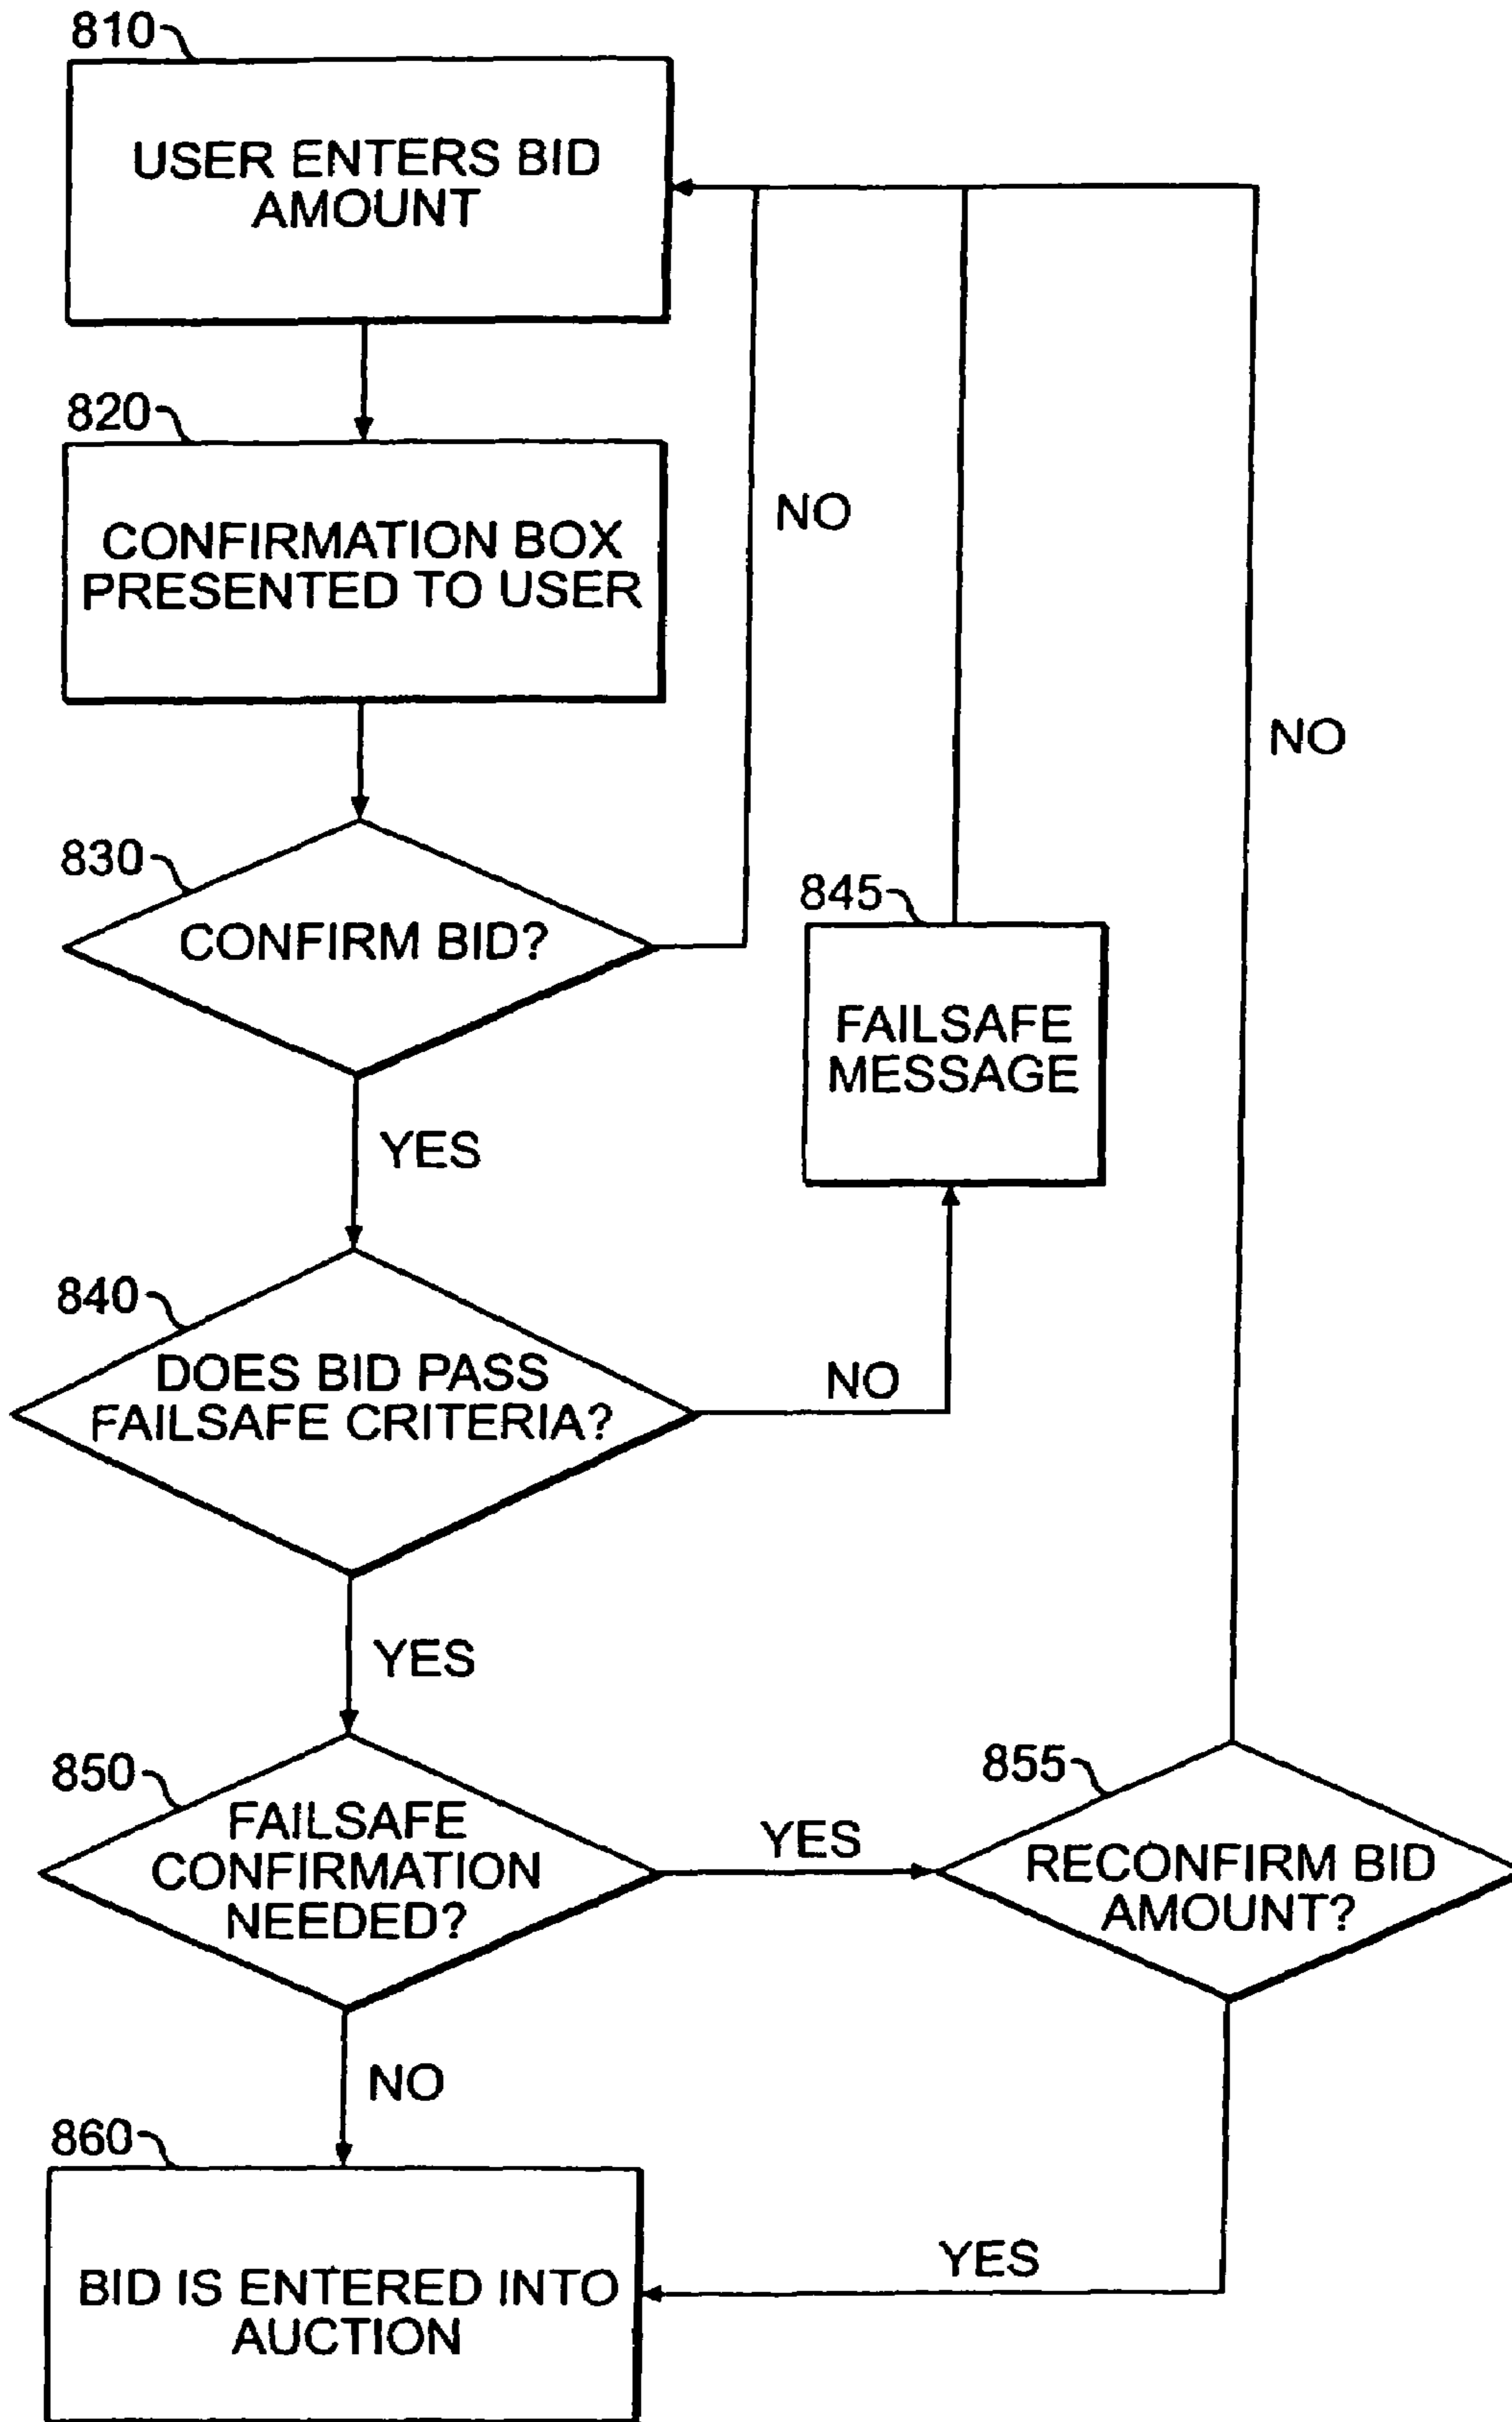 810
USER ENTERS BID
AMOUNT
820
CONFIRMATION BOX
PRESENTED TO USER
NO
NO
830
CONFIRM BID?
845
FAILSAFE
MESSAGE
YES
840
DOES BID PASS
FAILSAFE CRITERIA?
NO
YES
850
FAILSAFE
CONFIRMATION
NEEDED?
YES
855
RECONFIRM BID
AMOUNT?
NO
860
BID IS ENTERED INTO
AUCTION
YES